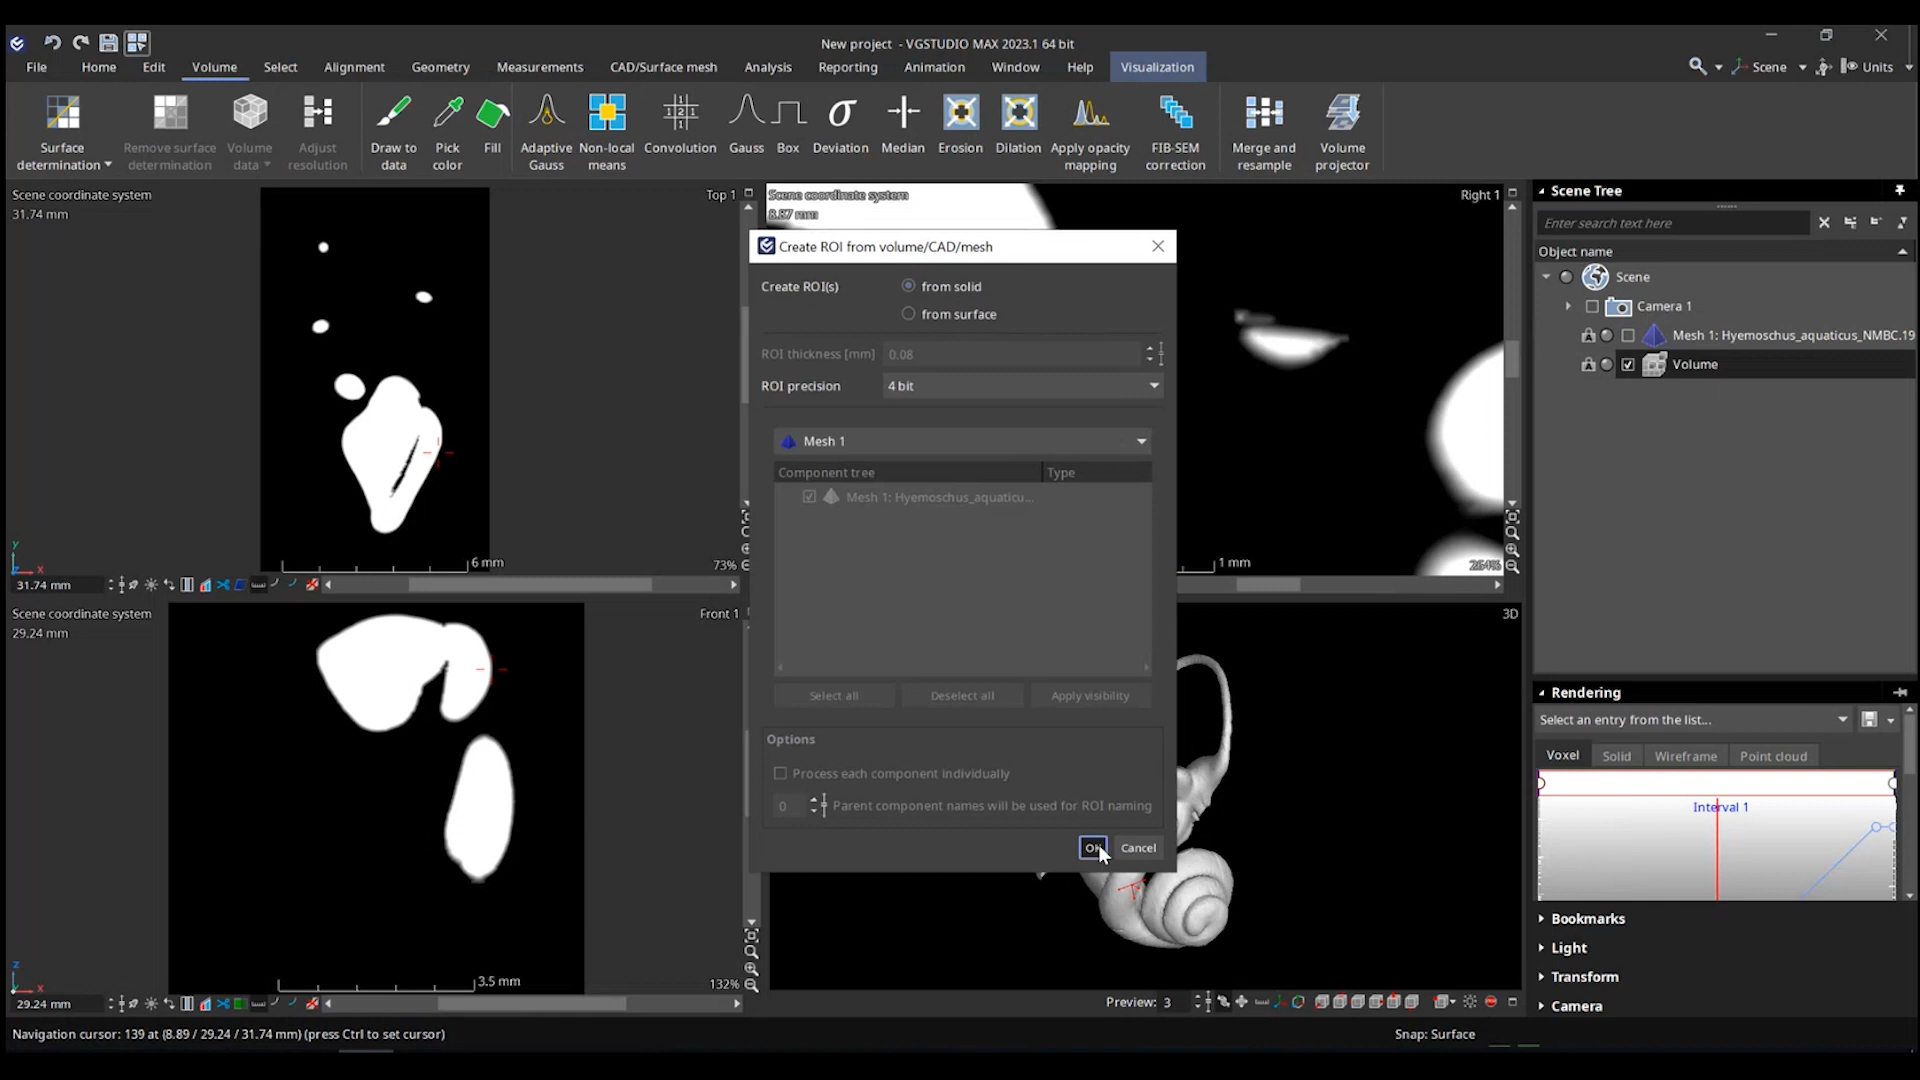 New project - VGSTUDIO MAX 2023.1 64 bit
File Home Edit Volume Select Alignment Geometry Measurements CAD/Surface mesh Analysis Reporting Animation Window Help Visualization Scene Units
Surface determination
Remove surface determination
Volume data
Adjust resolution
Draw to data
Pick color
Fill
Adaptive Gauss
Non-local means
Convolution
Gauss
Box
Deviation
Median
Erosion
Dilation
Apply opacity mapping
FIB-SEM correction
Merge and resample
Volume projector
Scene coordinate system
31.74 mm
Top 1
6 mm
73%
31.74 mm
Scene coordinate system
8.87 mm
Right 1
1 mm
264%
Create ROI from volume/CAD/mesh
Create ROI(s)
from solid
from surface
ROI thickness [mm] 0.08
ROI precision 4 bit
Mesh 1
Component tree Type
Mesh 1: Hyemoschus_aquaticu...
Select all Deselect all Apply visibility
Options
Process each component individually
0 Parent component names will be used for ROI naming
OK Cancel
Scene coordinate system
29.24 mm
Front 1
3.5 mm
132%
29.24 mm
3D
Preview: 3
Scene Tree
Enter search text here
Object name
Scene
Camera 1
Mesh 1: Hyemoschus_aquaticus_NMBC.19
Volume
Rendering
Select an entry from the list...
Voxel Solid Wireframe Point cloud
Interval 1
Bookmarks
Light
Transform
Camera
Navigation cursor: 139 at (8.89 / 29.24 / 31.74 mm) (press Ctrl to set cursor)
Snap: Surface